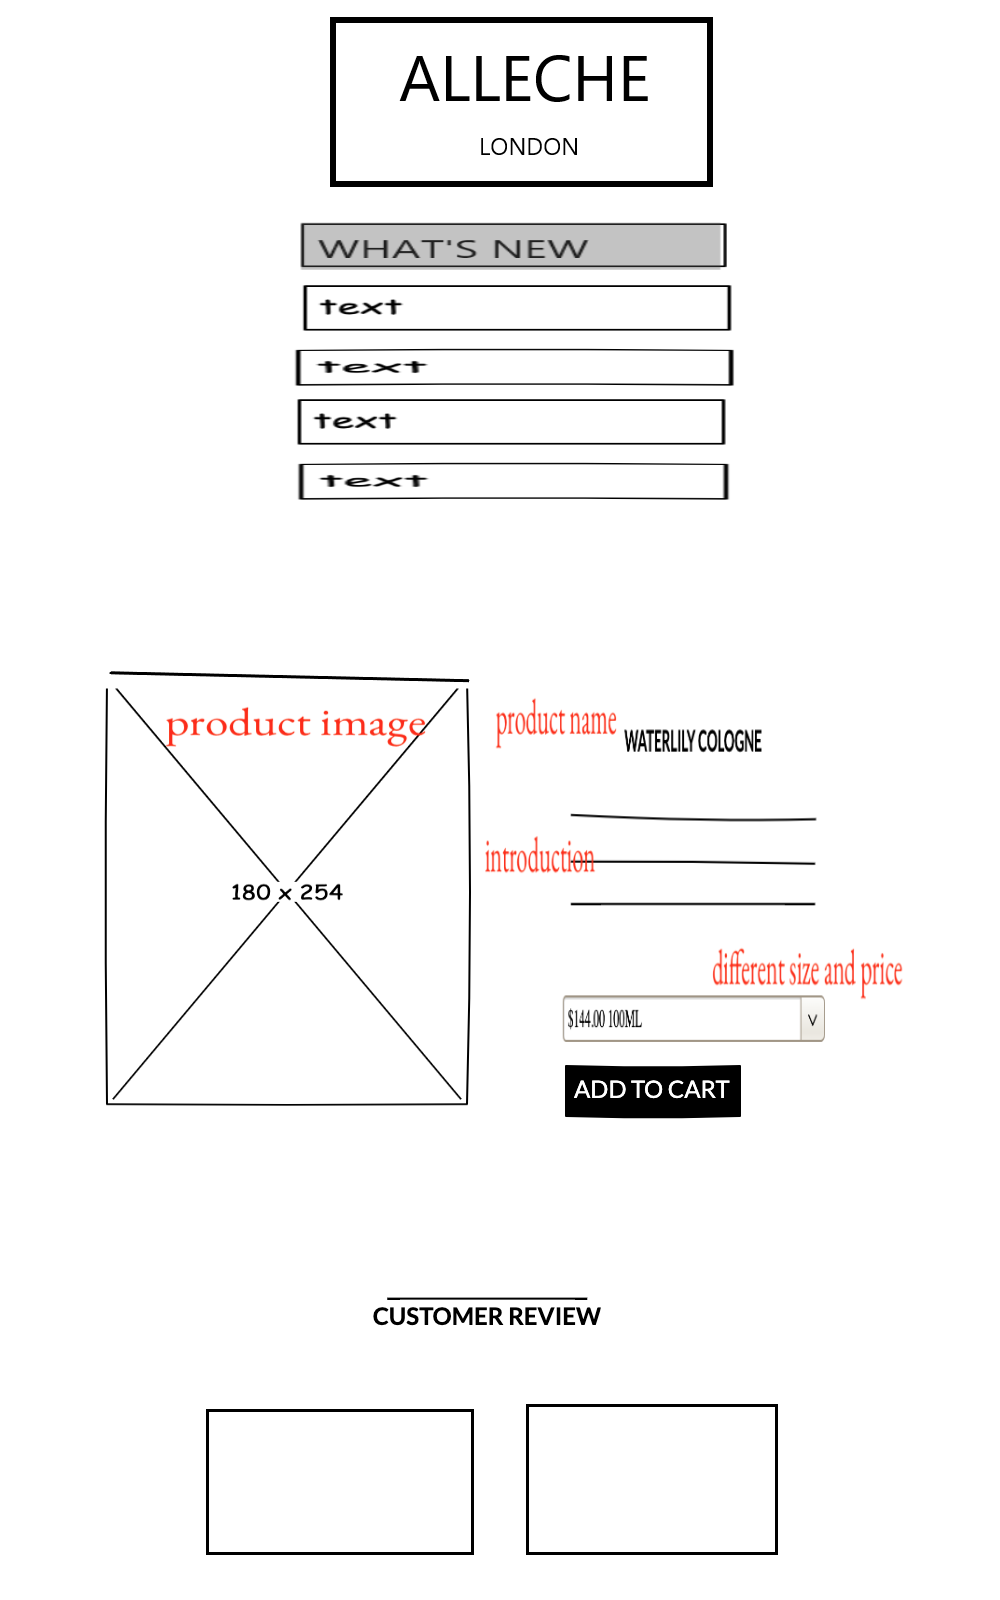 ALLECHE
LONDON
WHAT'S NEW
text
text
text
text
product image
product name
WATERLILY COLOGNE
180 x 254
introduction
different size and price
$144.00 100ML
V
ADD TO CART
CUSTOMER REVIEW